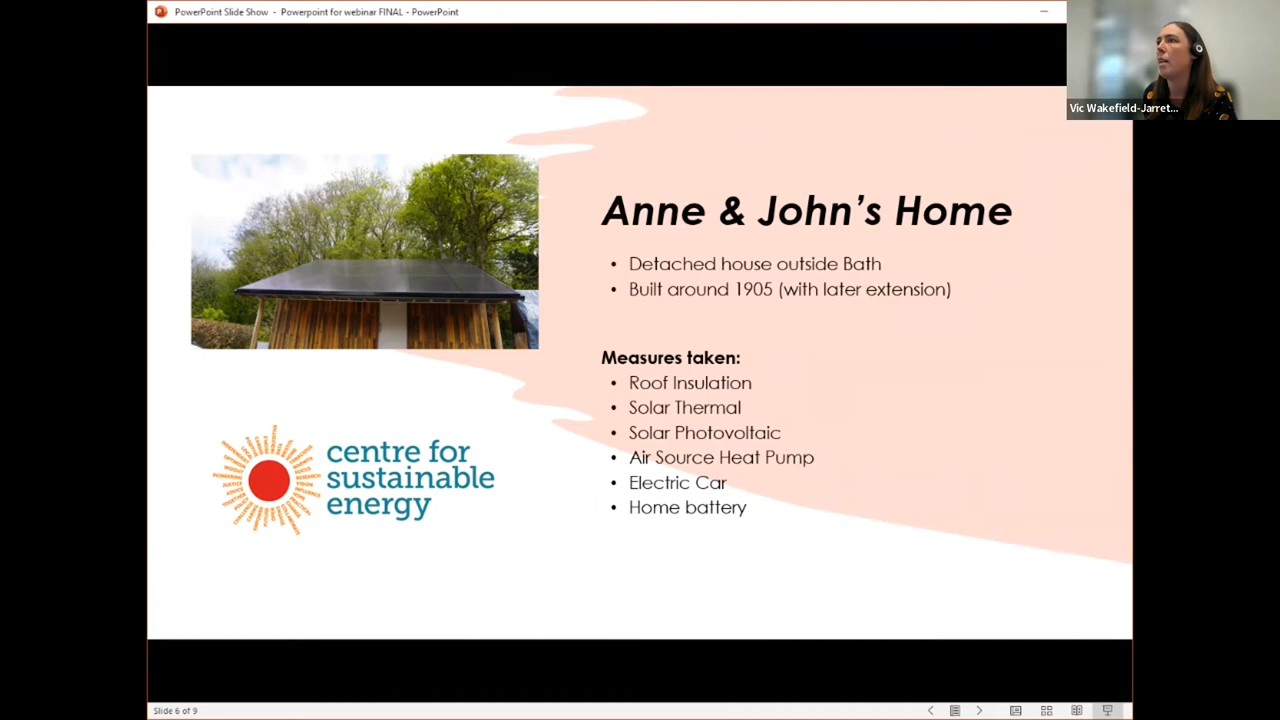 PowerPoint Slide Show - Powerpoint for webinar FINAL - PowerPoint
Vic Wakefield-Jarret...
Anne & John's Home
• Detached house outside Bath
• Built around 1905 (with later extension)
Measures taken:
• Roof Insulation
• Solar Thermal
• Solar Photovoltaic
• Air Source Heat Pump
• Electric Car
• Home battery
centre for
sustainable
energy
Slide 6 of 9